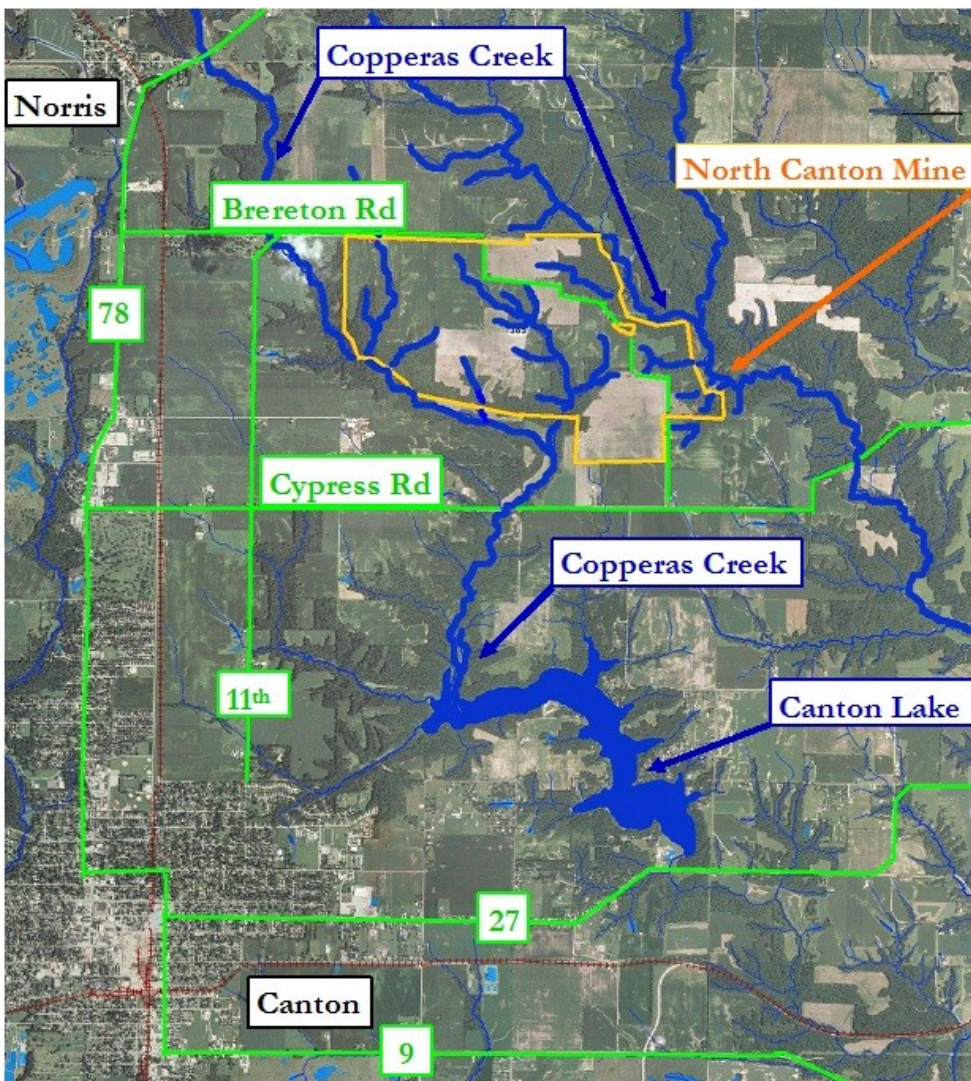 Copperas Creek
Norris
North Canton Mine
Brereton Rd
78
Cypress Rd
Copperas Creek
11th
Canton Lake
27
Canton
9